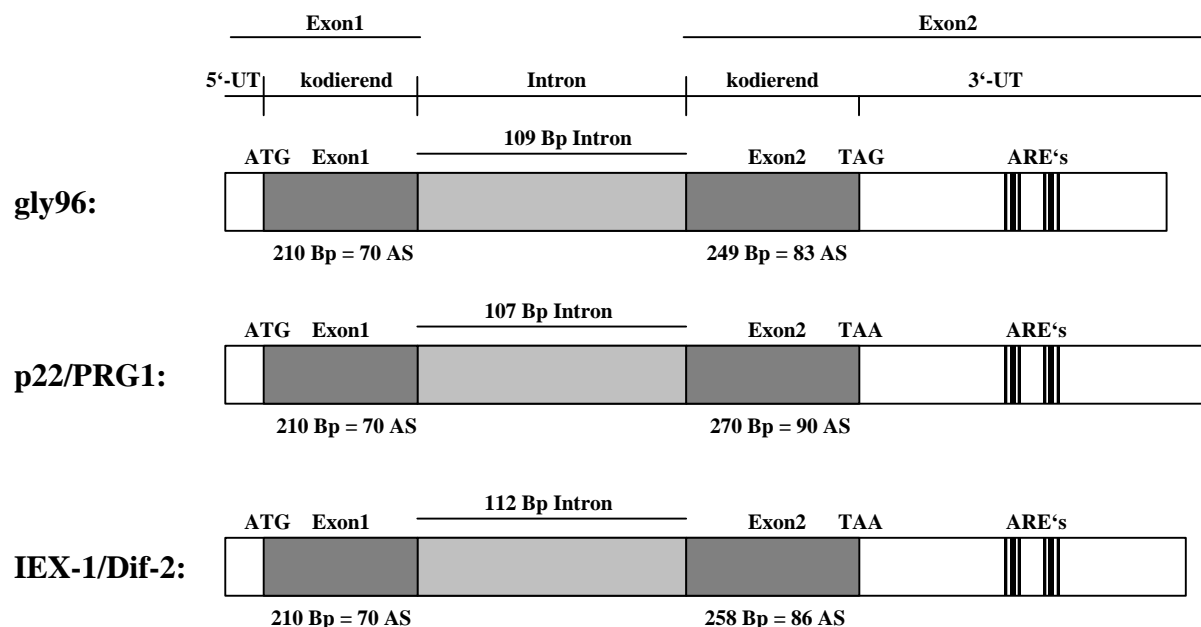 Exon1 Exon2
5‘-UT kodierend Intron kodierend 3‘-UT
109 Bp Intron
ATG Exon1 Exon2 TAG ARE‘s
gly96:
210 Bp = 70 AS 249 Bp = 83 AS
107 Bp Intron
ATG Exon1 Exon2 TAA ARE‘s
p22/PRG1:
210 Bp = 70 AS 270 Bp = 90 AS
112 Bp Intron
ATG Exon1 Exon2 TAA ARE‘s
IEX-1/Dif-2:
210 Bp = 70 AS 258 Bp = 86 AS